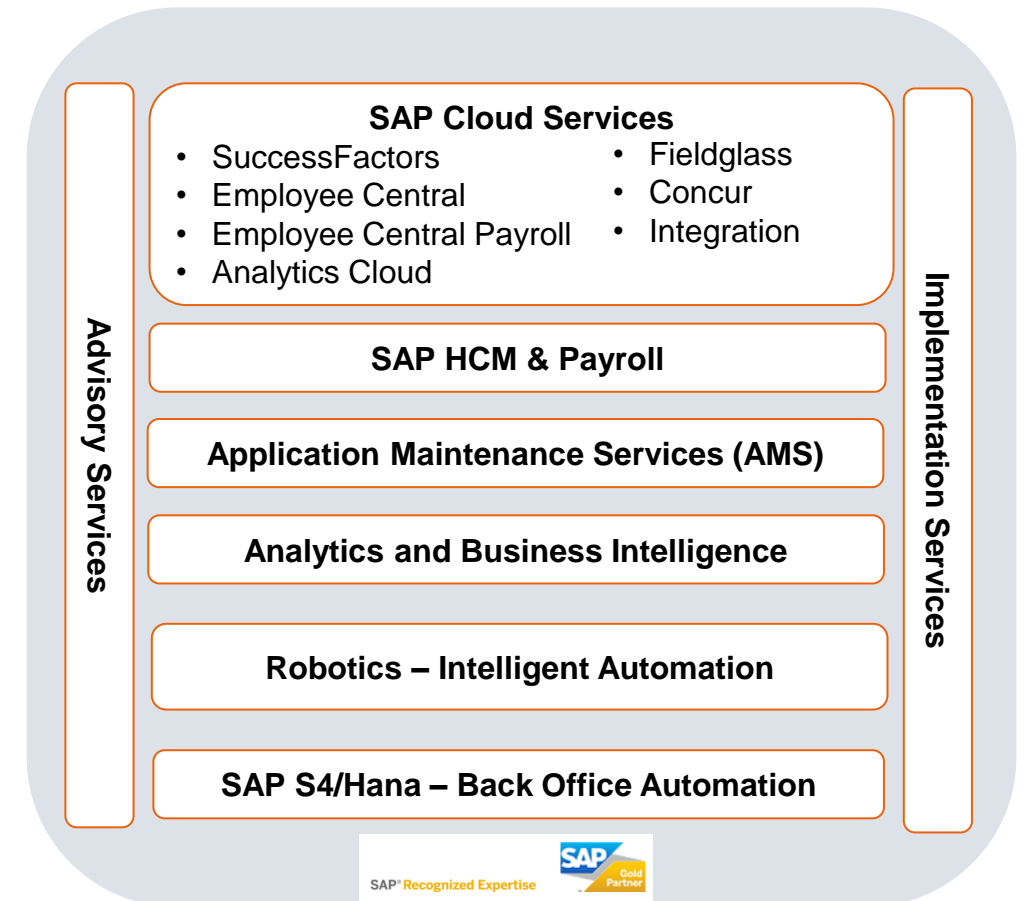 Advisory Services
SAP Cloud Services
• SuccessFactors
• Employee Central
• Employee Central Payroll
• Analytics Cloud
• Fieldglass
• Concur
• Integration
SAP HCM & Payroll
Application Maintenance Services (AMS)
Analytics and Business Intelligence
Robotics – Intelligent Automation
SAP S4/Hana – Back Office Automation
Implementation Services
SAP® Recognized Expertise
SAP
Gold
Partner